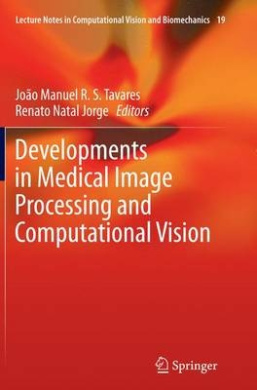 Lecture Notes in Computational Vision and Biomechanics 19
João Manuel R. S. Tavares
Renato Natal Jorge Editors
Developments
in Medical Image
Processing and
Computational Vision
Springer